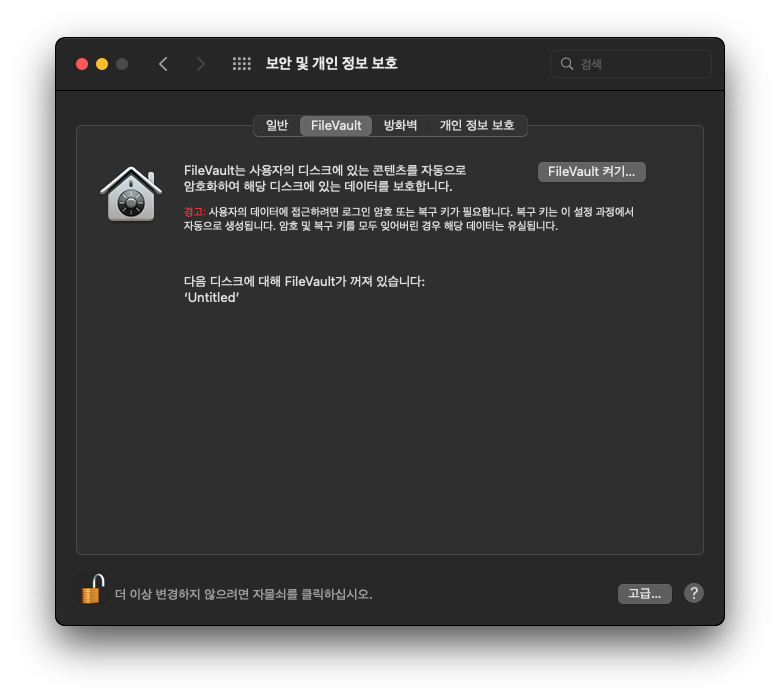 보안 및 개인 정보 보호
검색
일반
FileVault
방화벽
개인 정보 보호
FileVault는 사용자의 디스크에 있는 콘텐츠를 자동으로
암호화하여 해당 디스크에 있는 데이터를 보호합니다.
FileVault 켜기...
경고: 사용자의 데이터에 접근하려면 로그인 암호 또는 복구 키가 필요합니다. 복구 키는 이 설정 과정에서
자동으로 생성됩니다. 암호 및 복구 키를 모두 잊어버린 경우 해당 데이터는 유실됩니다.
다음 디스크에 대해 FileVault가 꺼져 있습니다:
‘Untitled’
더 이상 변경하지 않으려면 자물쇠를 클릭하십시오.
고급...
?